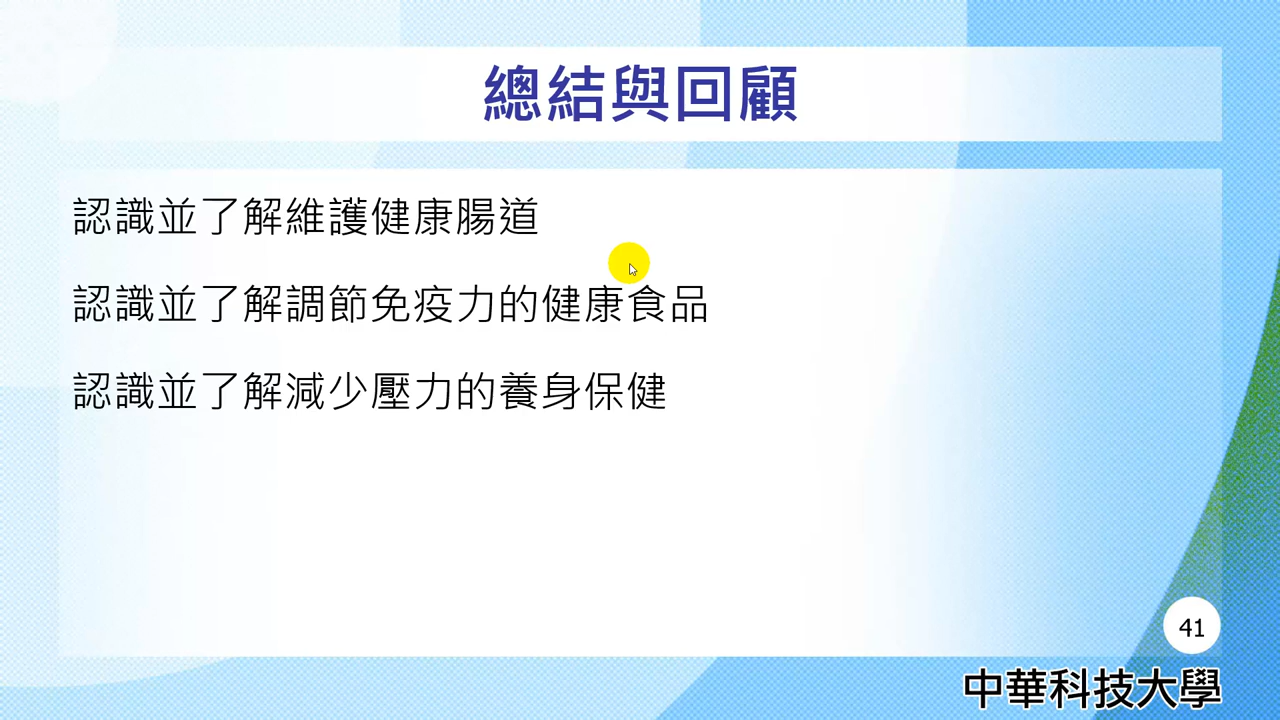 總結與回顧
認識並了解維護健康腸道
認識並了解調節免疫力的健康食品
認識並了解減少壓力的養身保健
41
中華科技大學